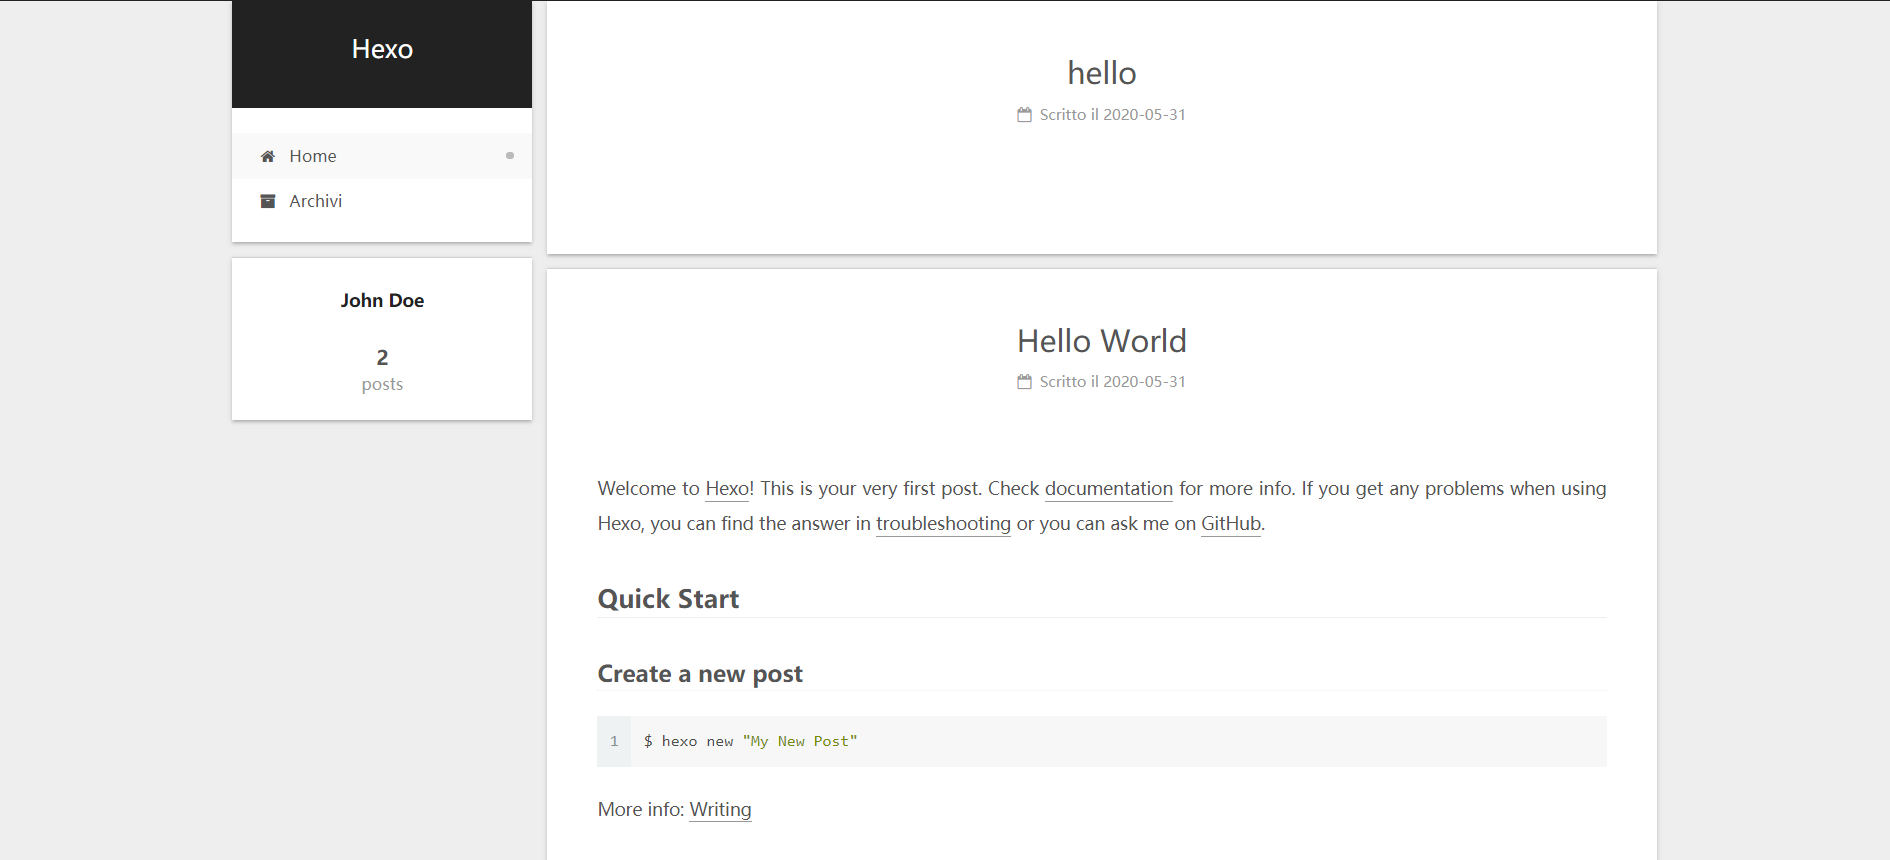 Hexo
Home
Archivi
John Doe
2
posts
hello
Scritto il 2020-05-31
Hello World
Scritto il 2020-05-31
Welcome to Hexo! This is your very first post. Check documentation for more info. If you get any problems when using
Hexo, you can find the answer in troubleshooting or you can ask me on GitHub.
Quick Start
Create a new post
1 $ hexo new "My New Post"
More info: Writing